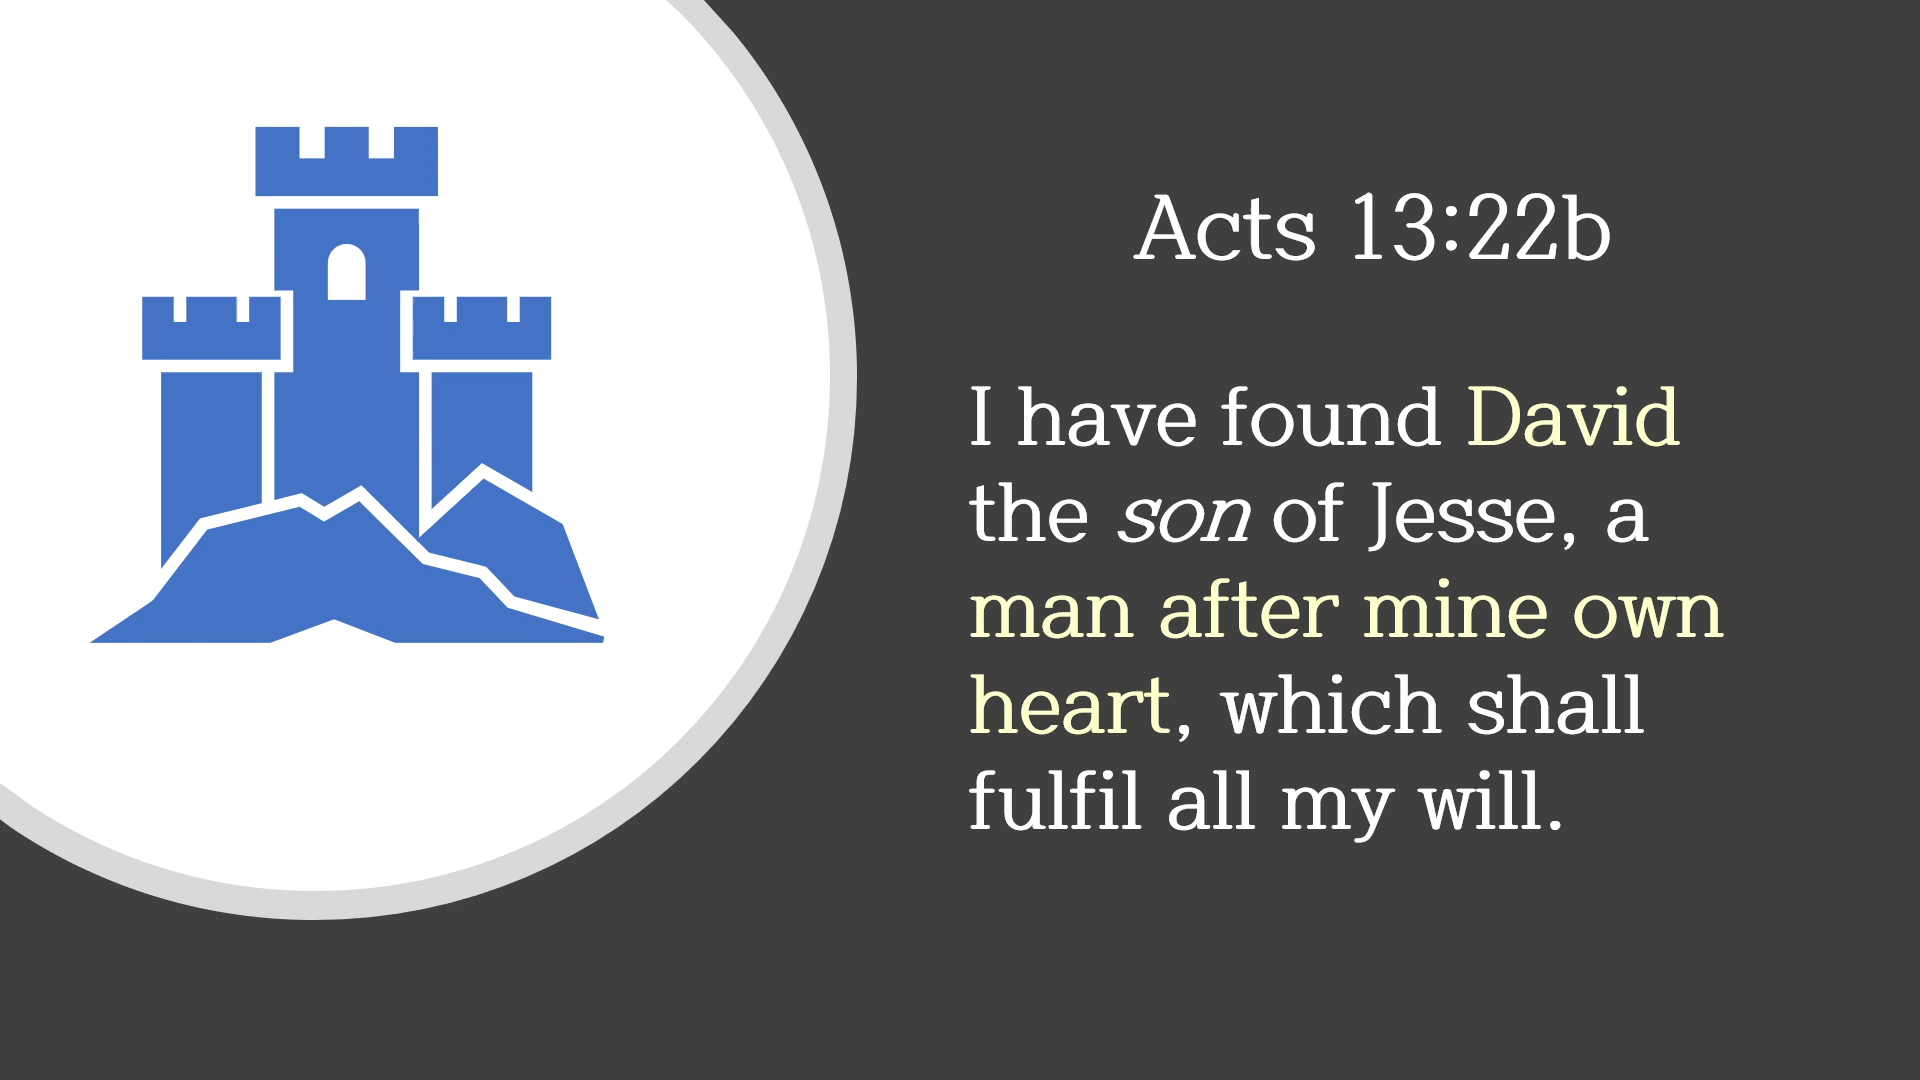 Acts 13:22b
I have found David
the son of Jesse, a
man after mine own
heart, which shall
fulfil all my will.